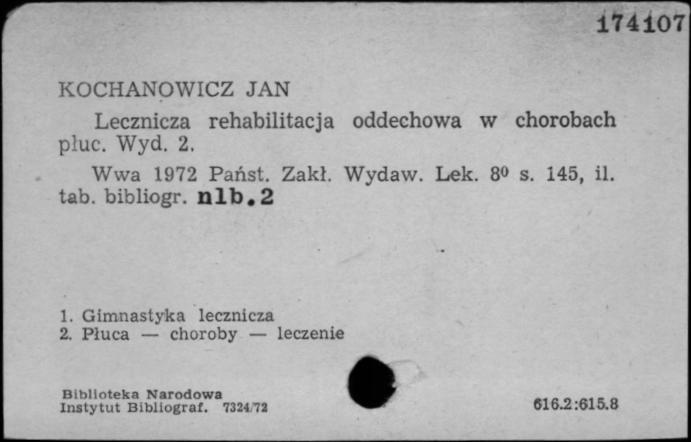 174107
KOCHANOWICZ JAN
Lecznicza rehabilitacja oddechowa w chorobach
płuc. Wyd. 2.
Wwa 1972 Państ. Zakł. Wydaw. Lek. 8⁰ s. 145, il.
tab. bibliogr. nlb.2
1. Gimnastyka lecznicza
2. Płuca — choroby — leczenie
Biblioteka Narodowa
Instytut Bibliograf. 7324/72
616.2:615.8